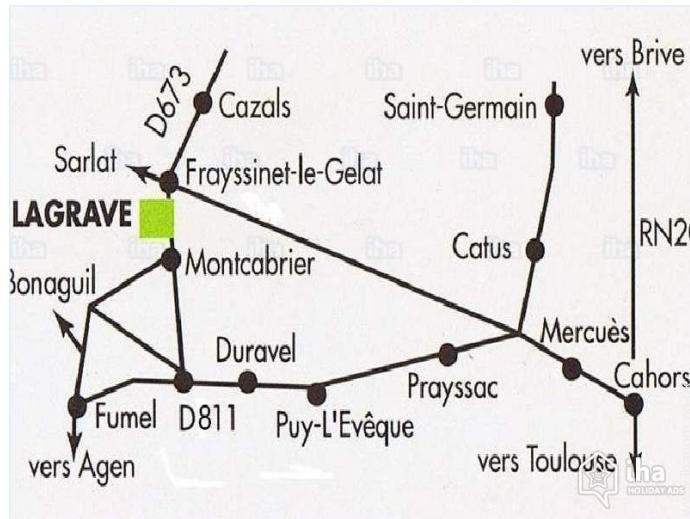 vers Brive
D673
Cazals
Saint-Germain
Sarlat
Frayssinet-le-Gelat
LAGRAVE
RN20
Catus
Montcabrier
Bonaguil
Mercuès
Duravel
Cahors
Prayssac
Fumel
D811
Puy-L'Evêque
vers Agen
vers Toulouse
iha
HOLIDAY ADS